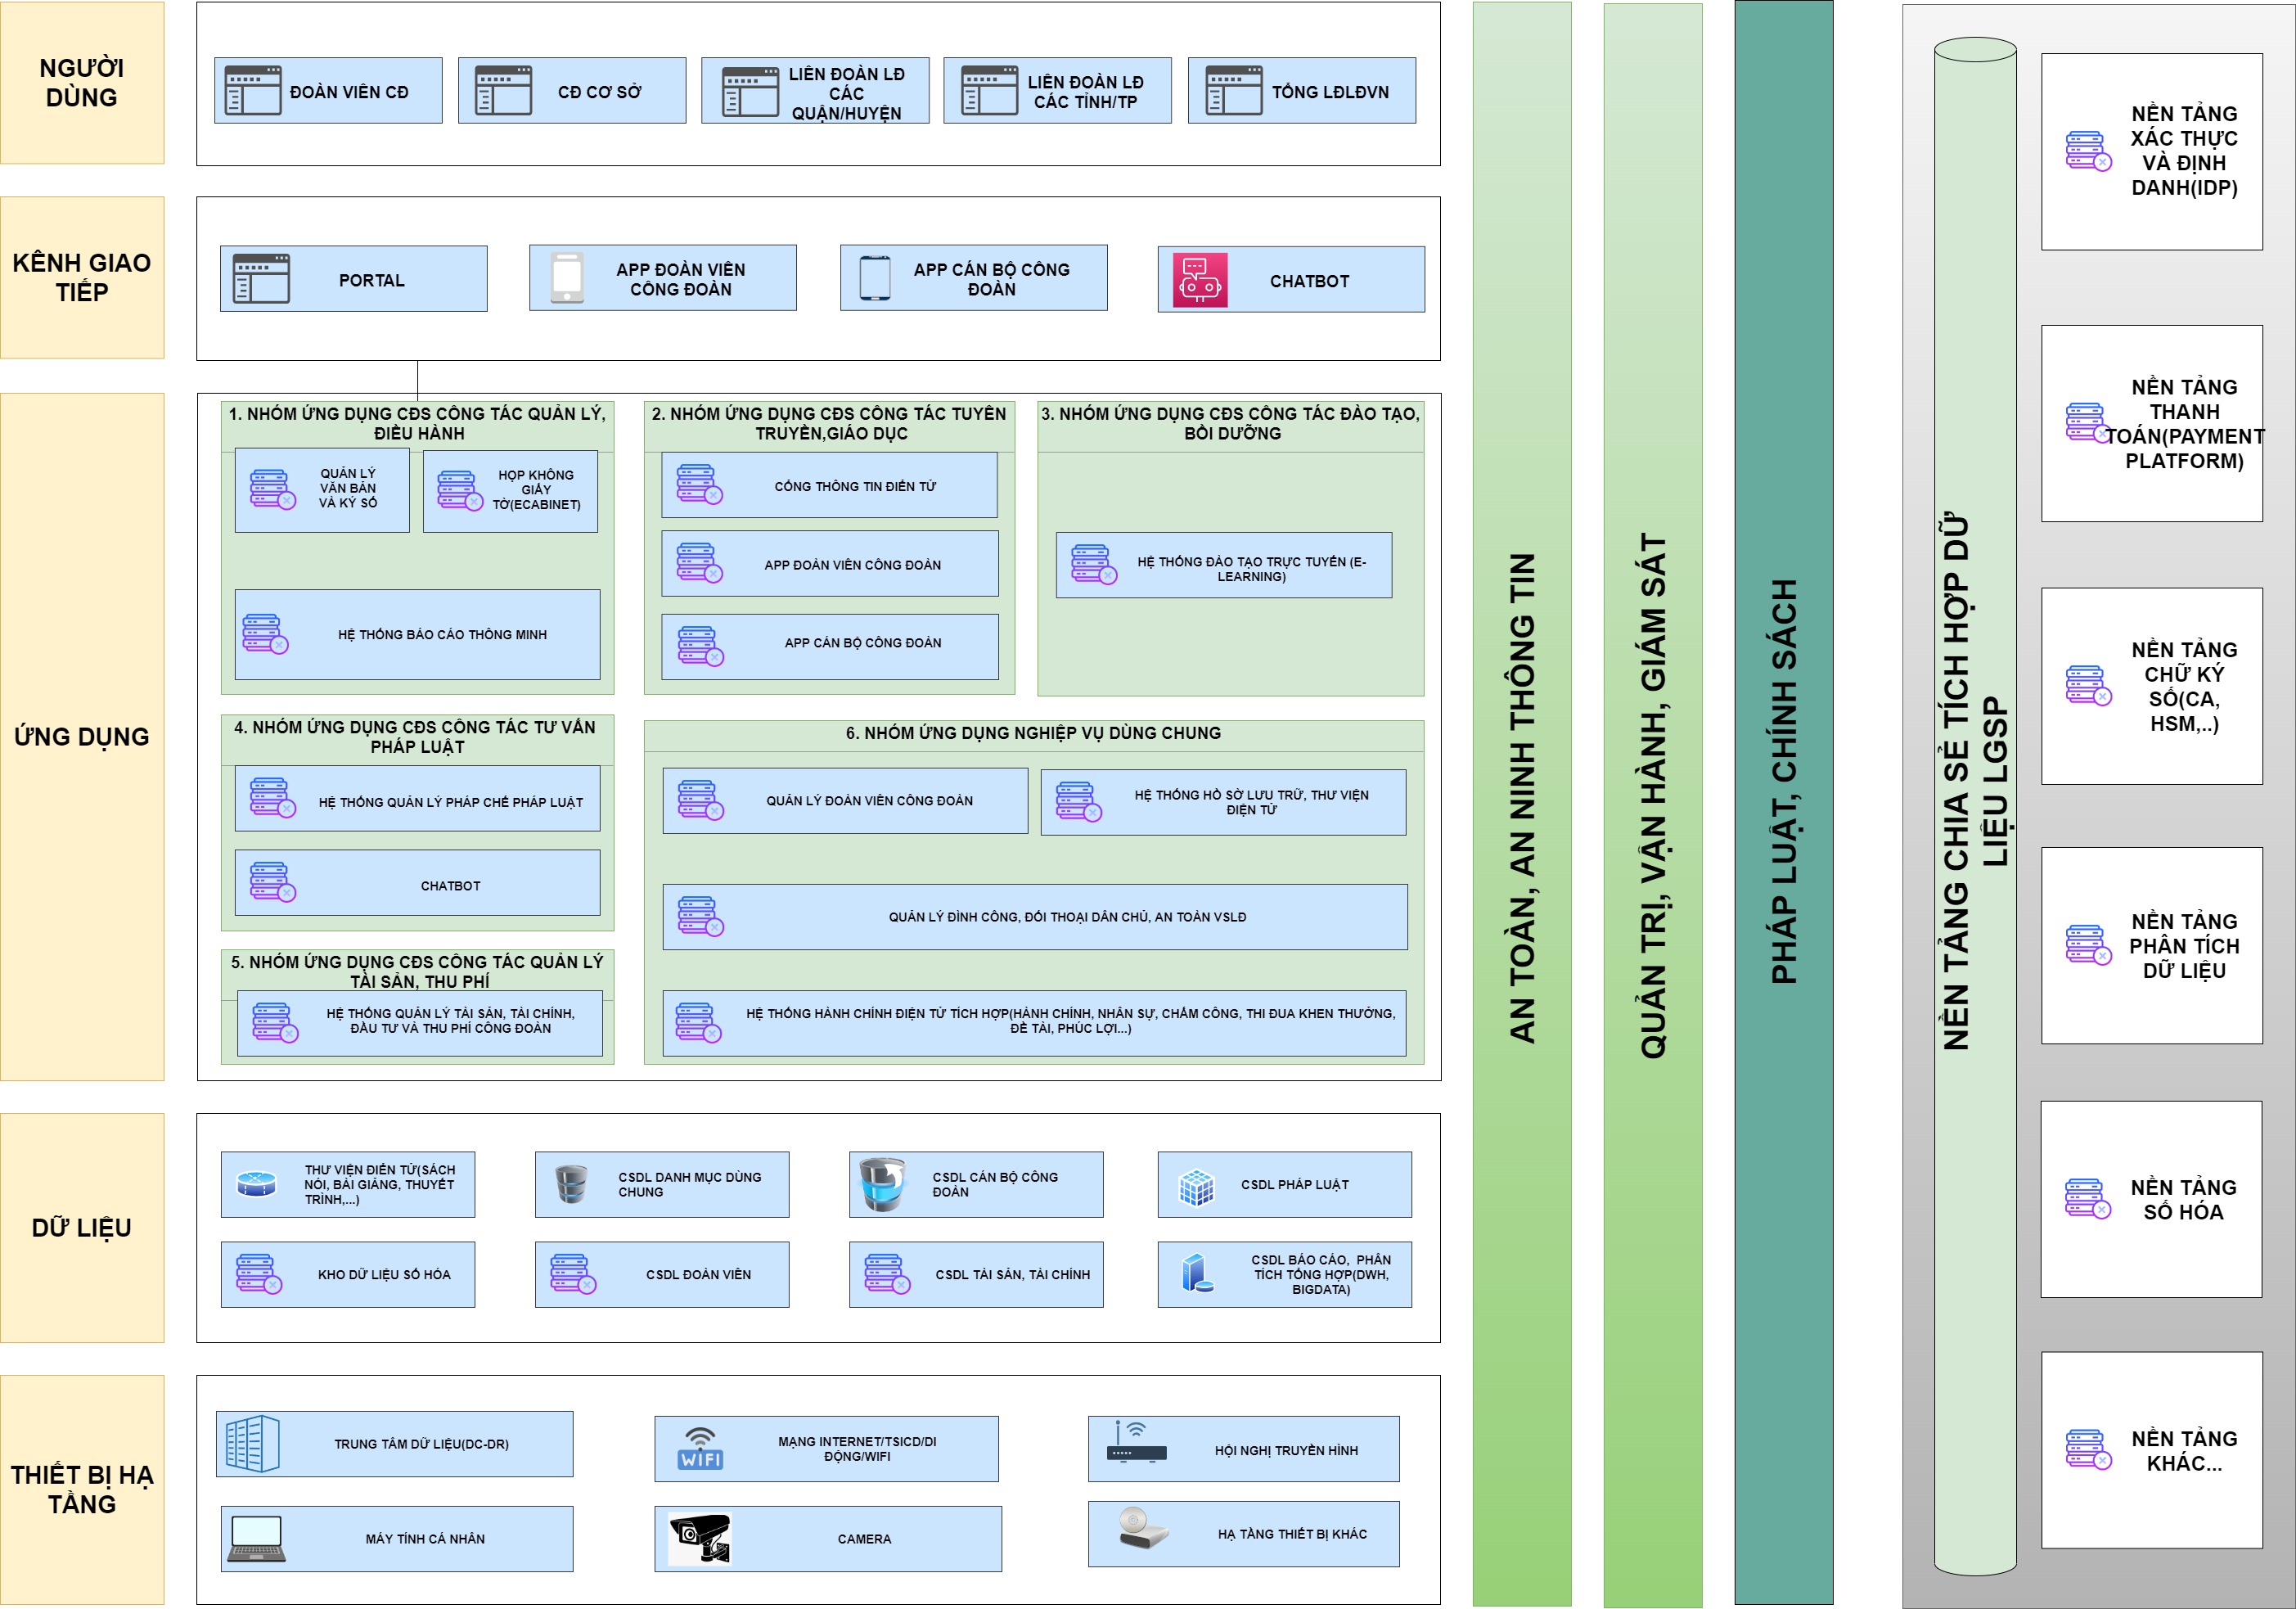 NGƯỜI
DÙNG
ĐOÀN VIÊN CĐ
CĐ CƠ SỞ
LIÊN ĐOÀN LĐ
CÁC
QUẬN/HUYỆN
LIÊN ĐOÀN LĐ
CÁC TỈNH/TP
TỔNG LĐLĐVN
KÊNH GIAO
TIẾP
PORTAL
APP ĐOÀN VIÊN
CÔNG ĐOÀN
APP CÁN BỘ CÔNG
ĐOÀN
CHATBOT
ỨNG DỤNG
1. NHÓM ỨNG DỤNG CĐS CÔNG TÁC QUẢN LÝ,
ĐIỀU HÀNH
QUẢN LÝ
VĂN BẢN
VÀ KÝ SỐ
HỌP KHÔNG
GIẤY
TỜ(ECABINET)
HỆ THỐNG BÁO CÁO THÔNG MINH
2. NHÓM ỨNG DỤNG CĐS CÔNG TÁC TUYÊN
TRUYỀN,GIÁO DỤC
CỔNG THÔNG TIN ĐIỆN TỬ
APP ĐOÀN VIÊN CÔNG ĐOÀN
APP CÁN BỘ CÔNG ĐOÀN
3. NHÓM ỨNG DỤNG CĐS CÔNG TÁC ĐÀO TẠO,
BỒI DƯỠNG
HỆ THỐNG ĐÀO TẠO TRỰC TUYẾN (E-
LEARNING)
4. NHÓM ỨNG DỤNG CĐS CÔNG TÁC TƯ VẤN
PHÁP LUẬT
HỆ THỐNG QUẢN LÝ PHÁP CHẾ PHÁP LUẬT
CHATBOT
5. NHÓM ỨNG DỤNG CĐS CÔNG TÁC QUẢN LÝ
TÀI SẢN, THU PHÍ
HỆ THỐNG QUẢN LÝ TÀI SẢN, TÀI CHÍNH,
ĐẦU TƯ VÀ THU PHÍ CÔNG ĐOÀN
6. NHÓM ỨNG DỤNG NGHIỆP VỤ DÙNG CHUNG
QUẢN LÝ ĐOÀN VIÊN CÔNG ĐOÀN
HỆ THỐNG HỒ SỜ LƯU TRỮ, THƯ VIỆN
ĐIỆN TỬ
QUẢN LÝ ĐÌNH CÔNG, ĐỐI THOẠI DÂN CHỦ, AN TOÀN VSLĐ
HỆ THỐNG HÀNH CHÍNH ĐIỆN TỬ TÍCH HỢP(HÀNH CHÍNH, NHÂN SỰ, CHẤM CÔNG, THI ĐUA KHEN THƯỞNG,
ĐỀ TÀI, PHÚC LỢI...)
DỮ LIỆU
THƯ VIỆN ĐIỆN TỬ(SÁCH
NÓI, BÀI GIẢNG, THUYẾT
TRÌNH,...)
CSDL DANH MỤC DÙNG
CHUNG
CSDL CÁN BỘ CÔNG
ĐOÀN
CSDL PHÁP LUẬT
KHO DỮ LIỆU SỐ HÓA
CSDL ĐOÀN VIÊN
CSDL TÀI SẢN, TÀI CHÍNH
CSDL BÁO CÁO, PHÂN
TÍCH TỔNG HỢP(DWH,
BIGDATA)
THIẾT BỊ HẠ
TẦNG
TRUNG TÂM DỮ LIỆU(DC-DR)
WIFI
MẠNG INTERNET/TSICD/DI
ĐỘNG/WIFI
HỘI NGHỊ TRUYỀN HÌNH
MÁY TÍNH CÁ NHÂN
CAMERA
HẠ TẦNG THIẾT BỊ KHÁC
AN TOÀN, AN NINH THÔNG TIN
QUẢN TRỊ, VẬN HÀNH, GIÁM SÁT
PHÁP LUẬT, CHÍNH SÁCH
NỀN TẢNG CHIA SẺ TÍCH HỢP DỮ
LIỆU LGSP
NỀN TẢNG
XÁC THỰC
VÀ ĐỊNH
DANH(IDP)
NỀN TẢNG
THANH
TOÁN(PAYMENT
PLATFORM)
NỀN TẢNG
CHỮ KÝ
SỐ(CA,
HSM,..)
NỀN TẢNG
PHÂN TÍCH
DỮ LIỆU
NỀN TẢNG
SỐ HÓA
NỀN TẢNG
KHÁC...